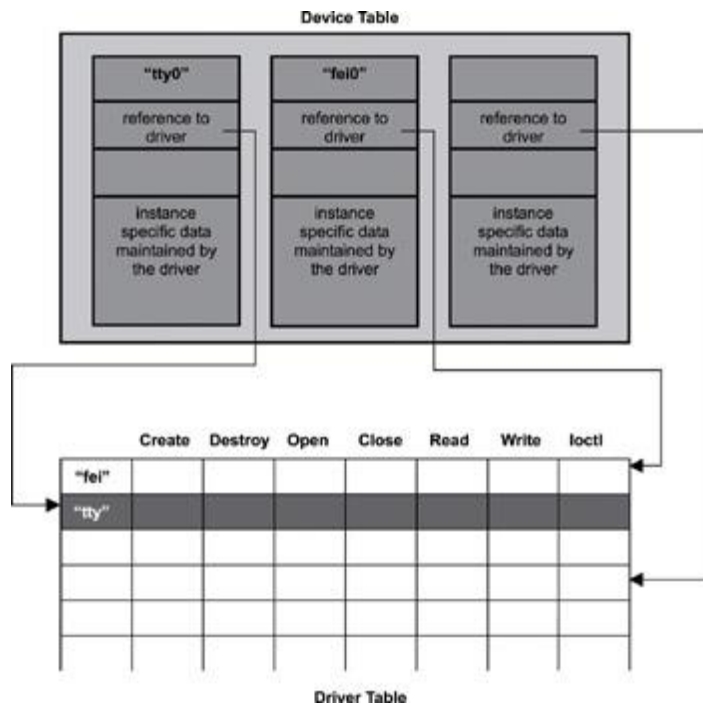 Device Table
"tty0"
reference to
driver
instance
specific data
maintained by
the driver
"fei0"
reference to
driver
instance
specific data
maintained by
the driver
reference to
driver
instance
specific data
maintained by
the driver
Create Destroy Open Close Read Write Ioctl
"fei"
"tty"
Driver Table